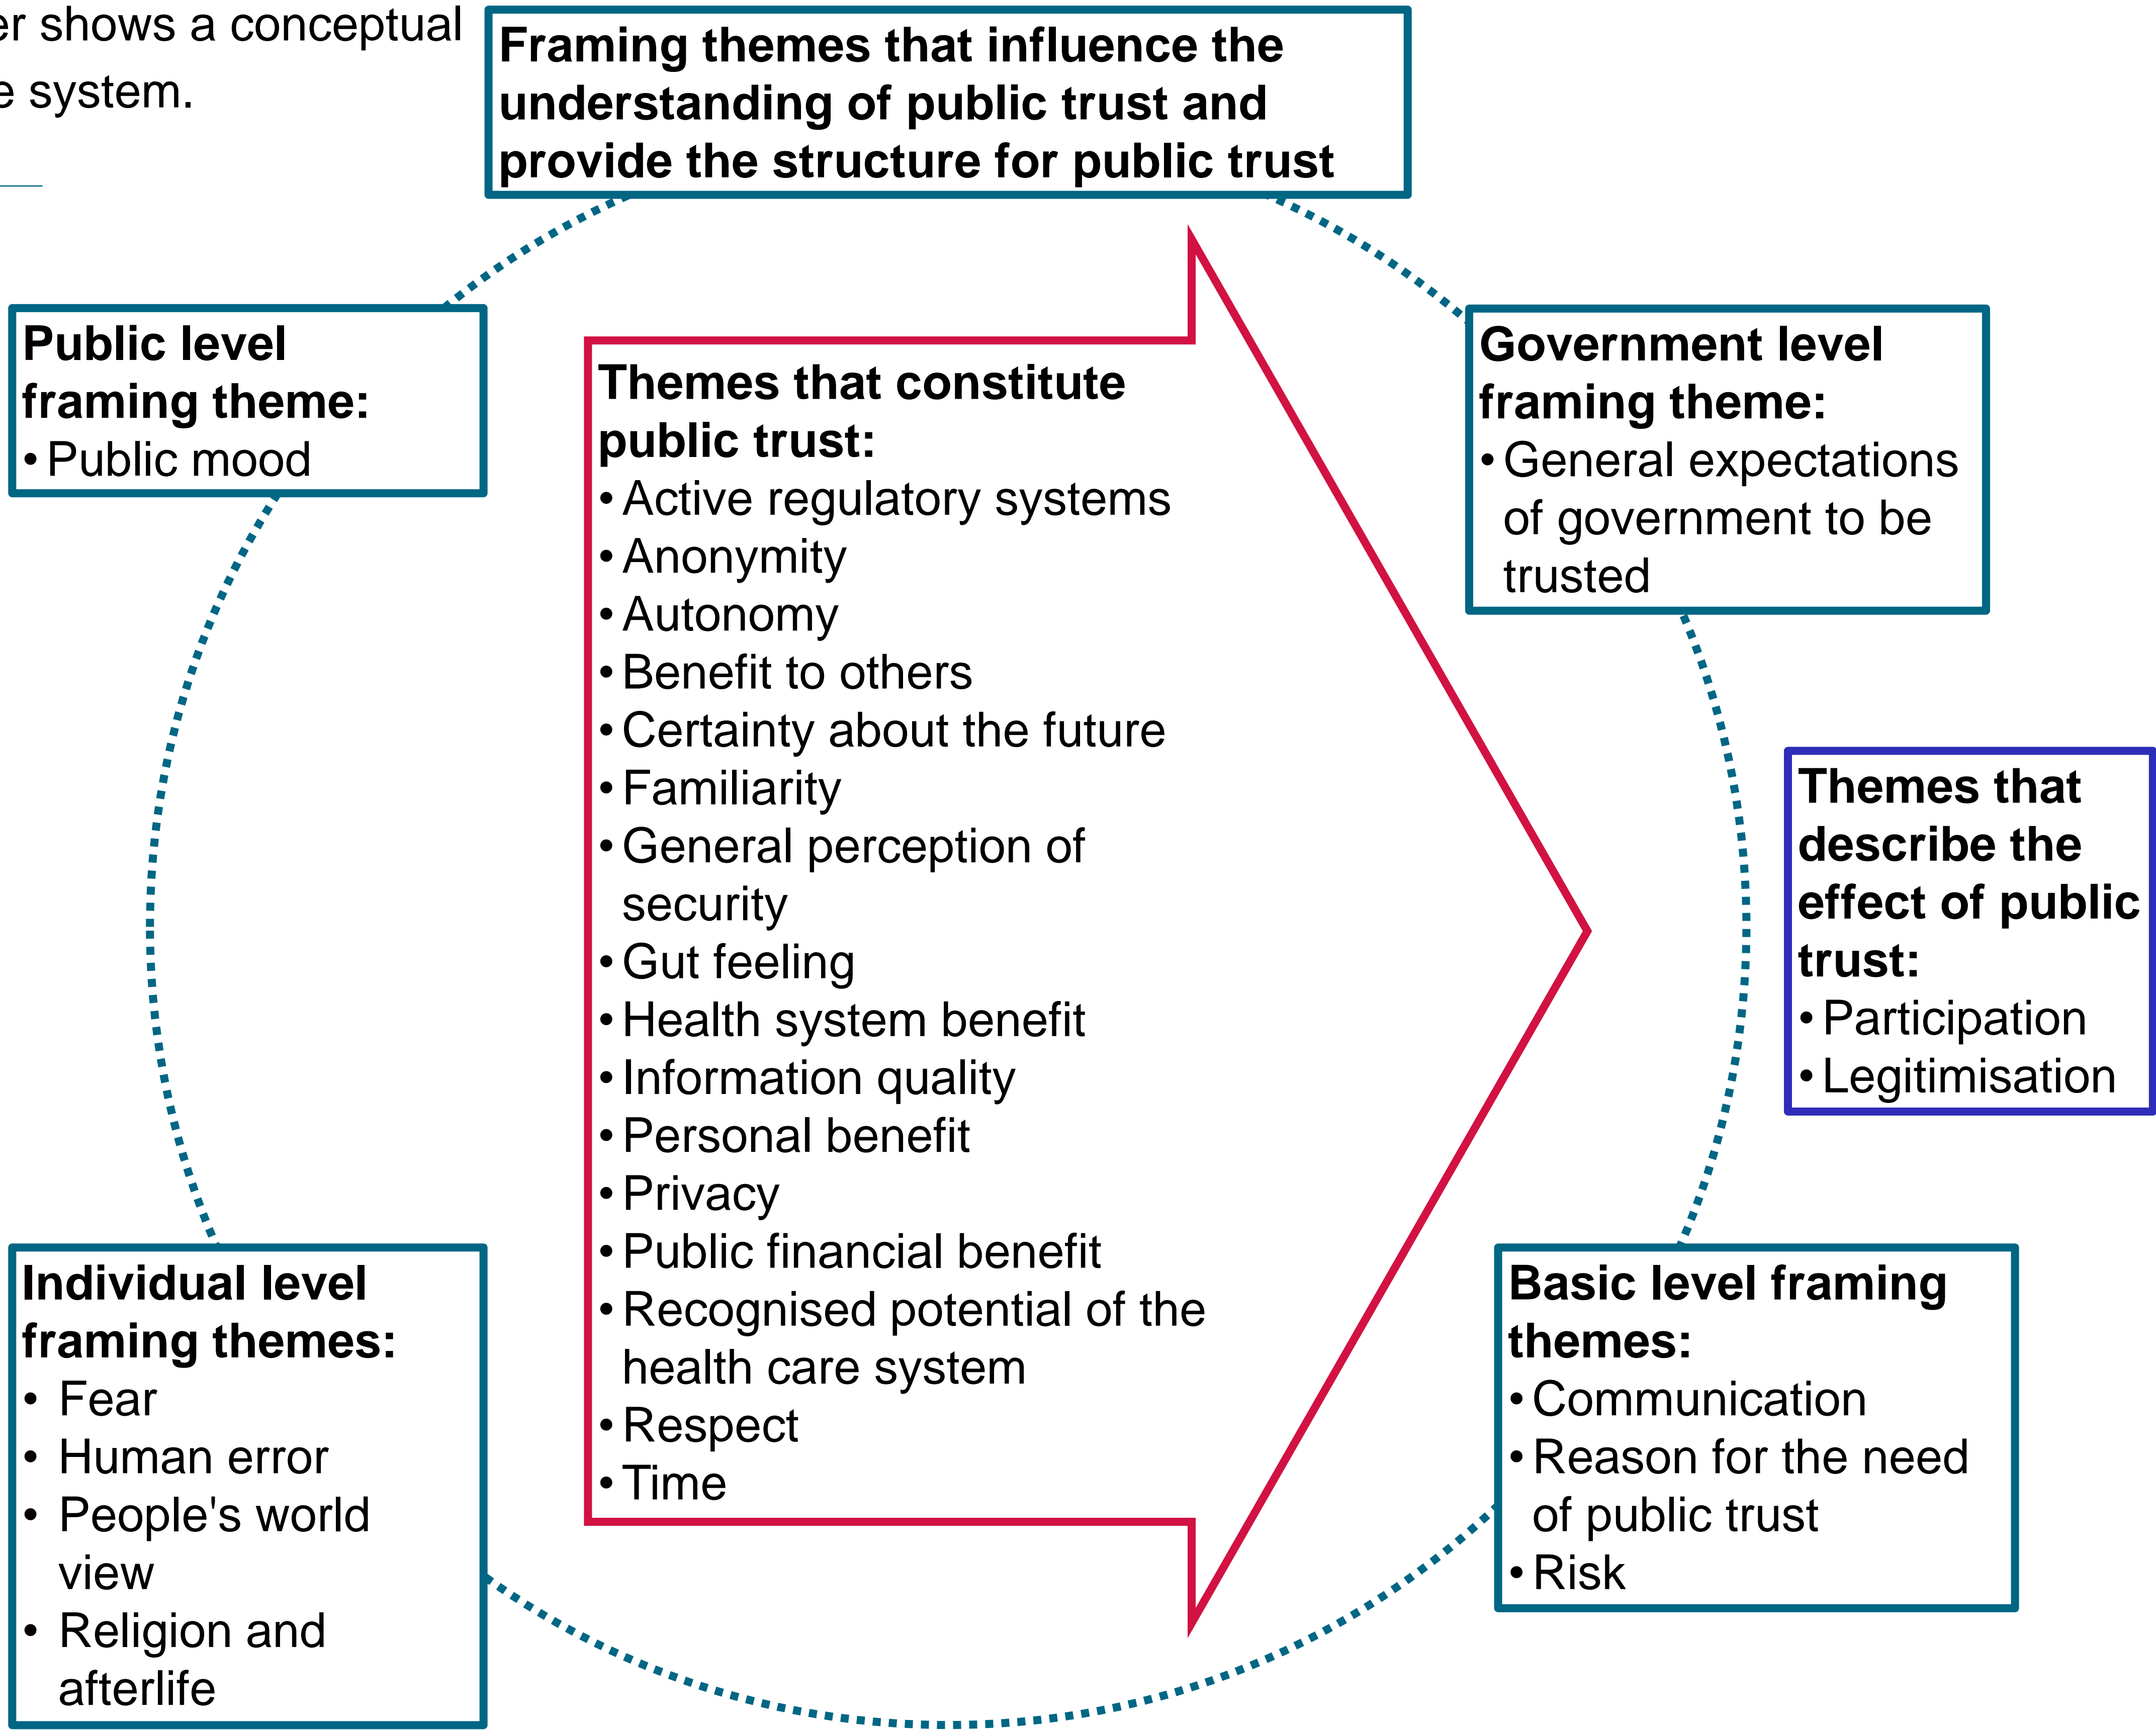 er shows a conceptual
e system.
Framing themes that influence the
understanding of public trust and
provide the structure for public trust
Public level
framing theme:
• Public mood
Themes that constitute
public trust:
• Active regulatory systems
• Anonymity
• Autonomy
• Benefit to others
• Certainty about the future
• Familiarity
• General perception of
security
• Gut feeling
• Health system benefit
• Information quality
• Personal benefit
• Privacy
• Public financial benefit
• Recognised potential of the
health care system
• Respect
• Time
Government level
framing theme:
• General expectations
of government to be
trusted
Themes that
describe the
effect of public
trust:
• Participation
• Legitimisation
Individual level
framing themes:
• Fear
• Human error
• People's world
view
• Religion and
afterlife
Basic level framing
themes:
• Communication
• Reason for the need
of public trust
• Risk